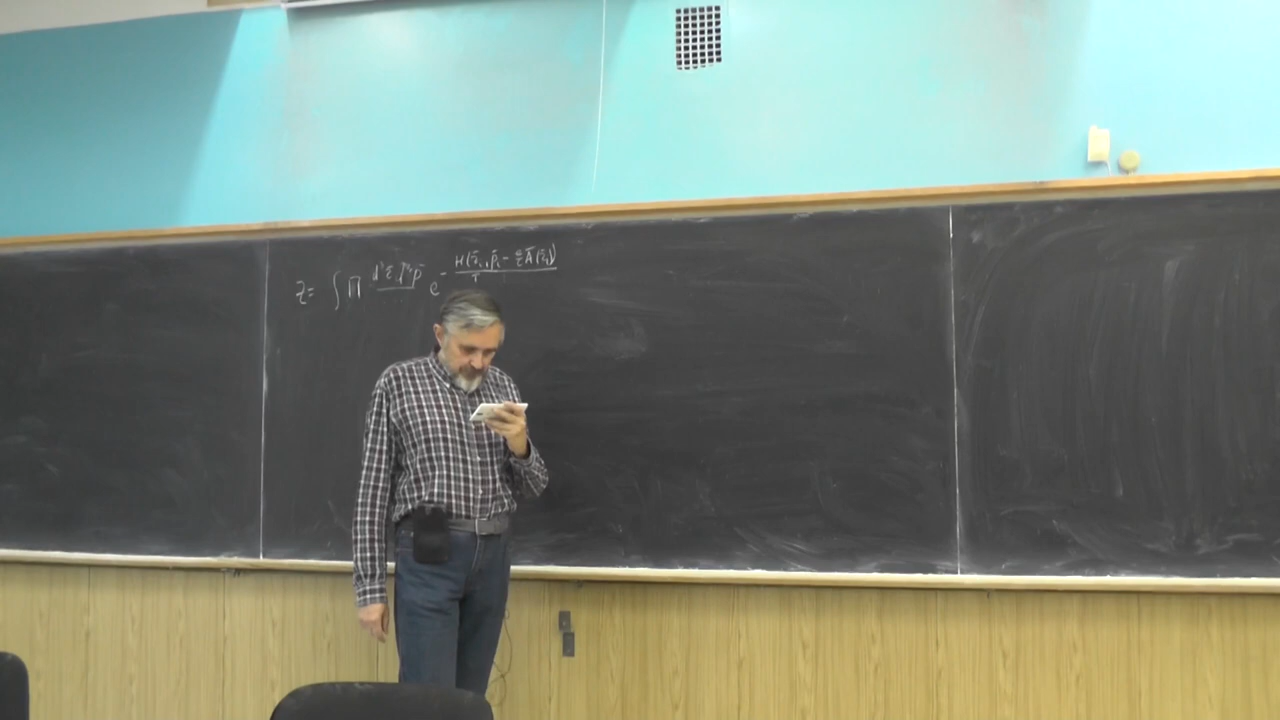 Z = ∫ ∏ d³r̄ᵢ d³p̄ / e^{- H(r̄ᵢ, p̄ᵢ - e/c Ā(r̄ᵢ)) / T}